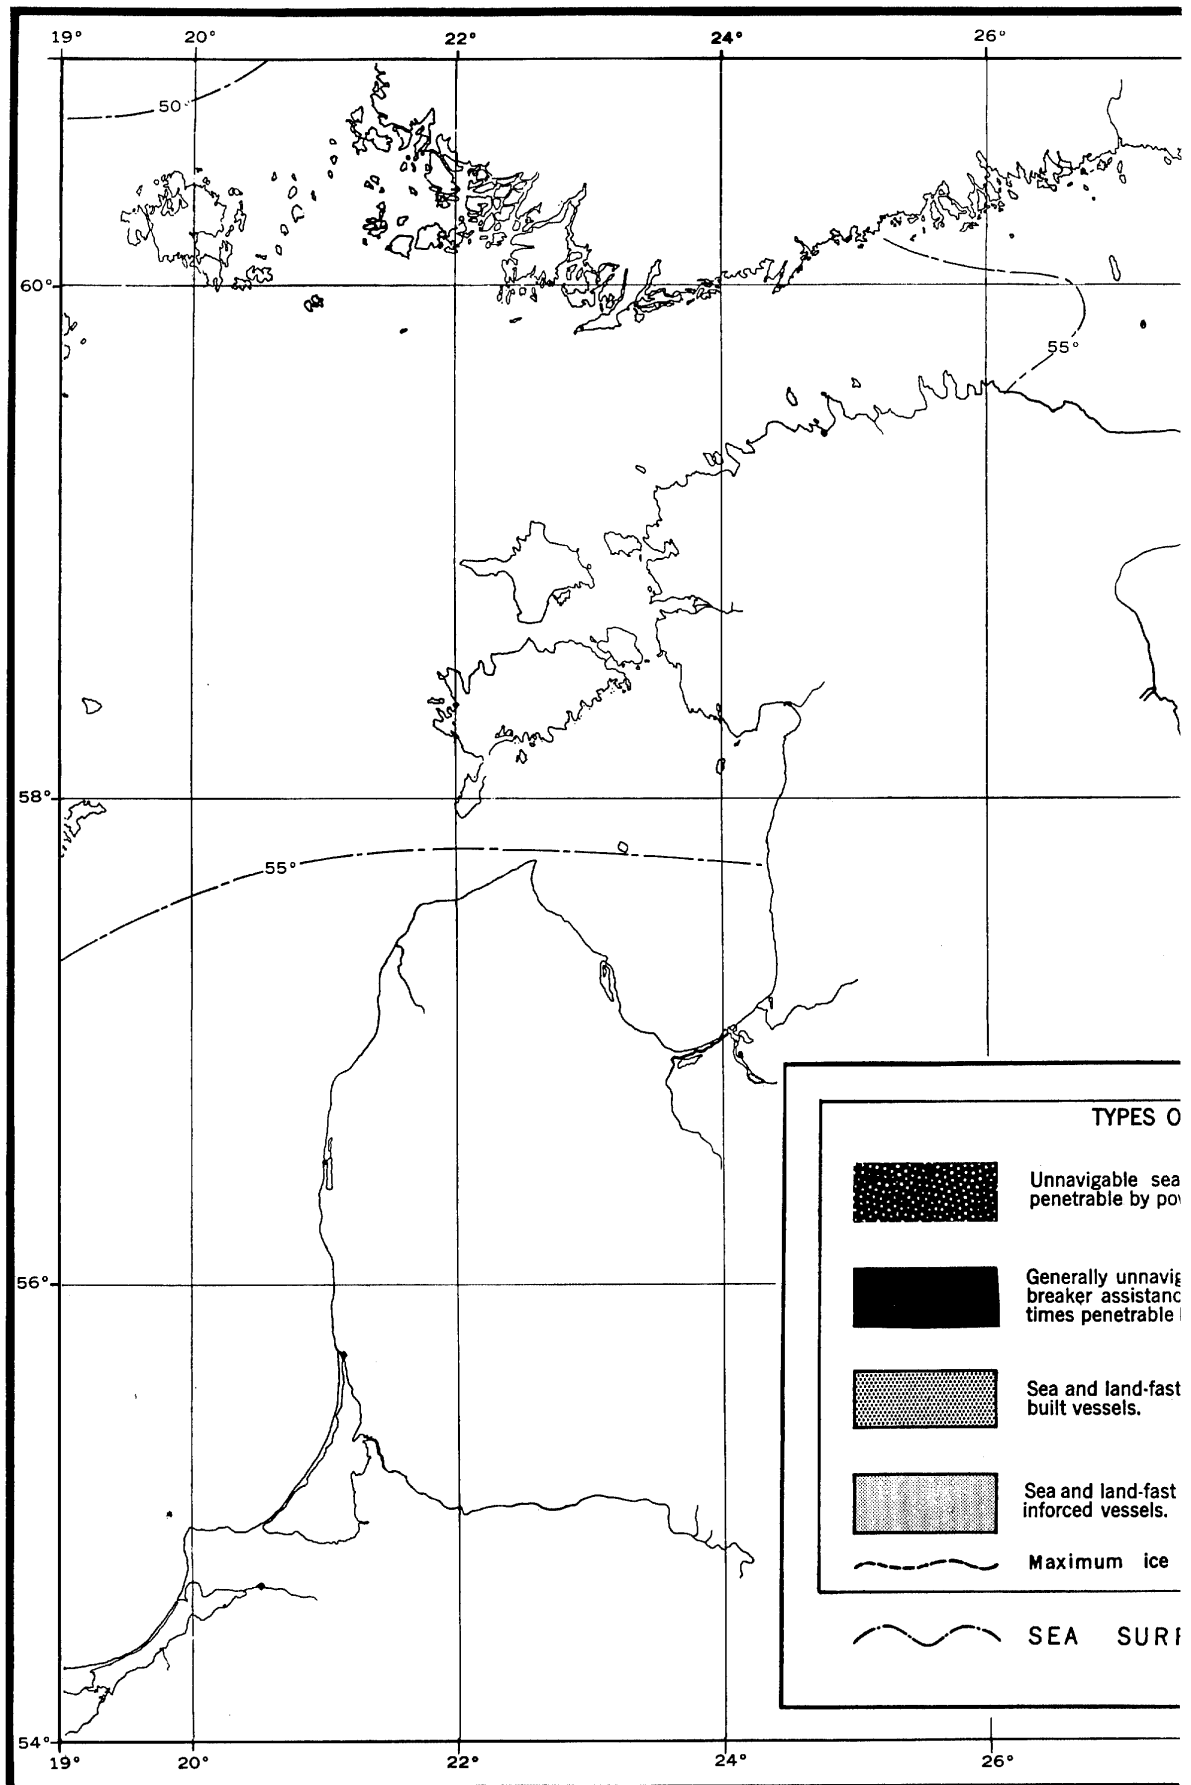 19° 20° 22° 24° 26°
50
60°
55°
58°
55°
TYPES O
Unnavigable sea
penetrable by pow
56°
Generally unnavig
breaker assistanc
times penetrable
Sea and land-fast
built vessels.
Sea and land-fast
inforced vessels.
Maximum ice
SEA SURF
54°
19° 20° 22° 24° 26°